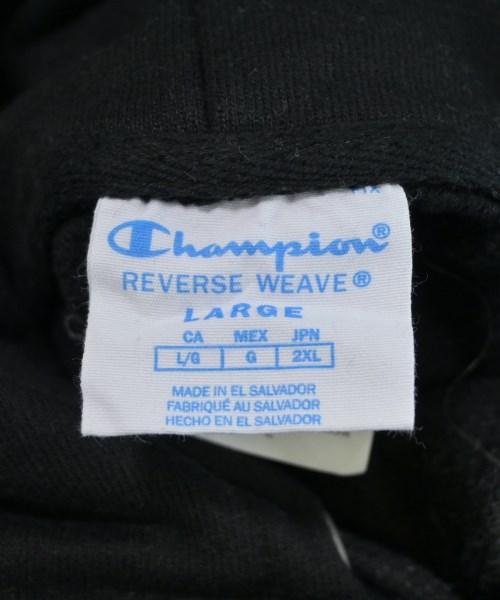 Champion®
REVERSE WEAVE®
LARGE
CA MEX JPN
L/G G 2XL
MADE IN EL SALVADOR
FABRIQUÉ AU SALVADOR
HECHO EN EL SALVADOR